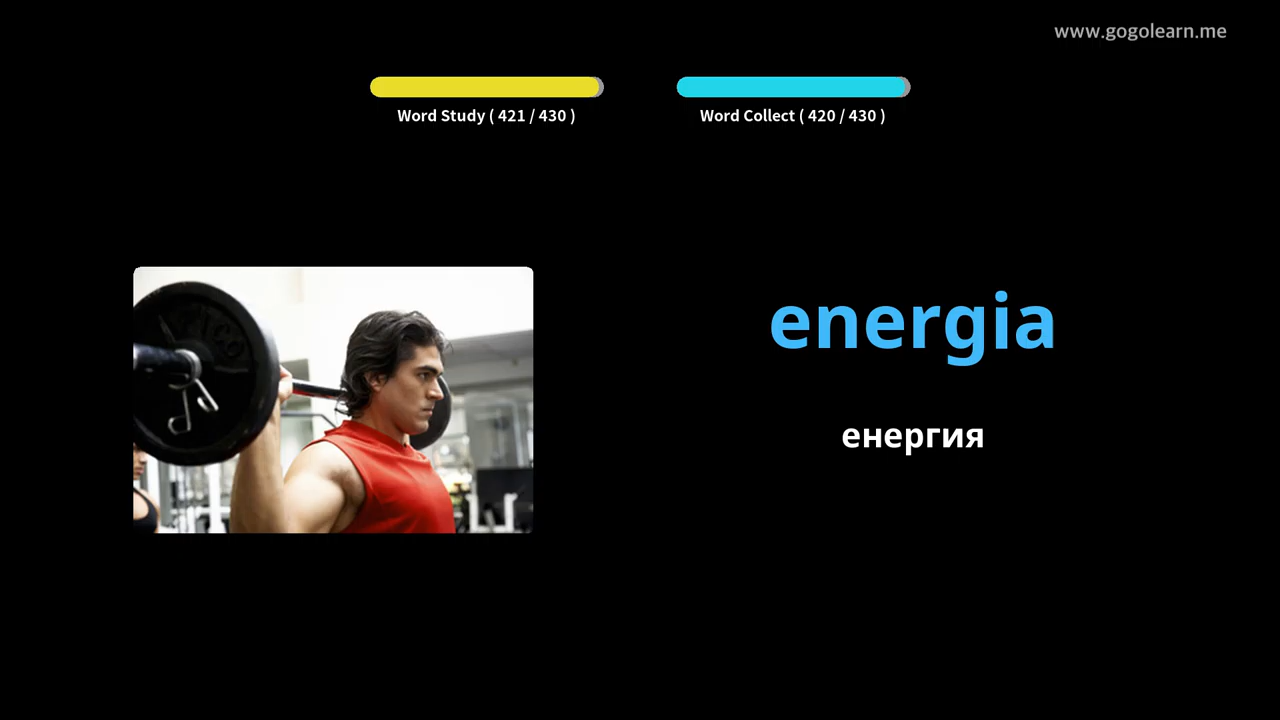 www.gogolearn.me
Word Study ( 421 / 430 )
Word Collect ( 420 / 430 )
energia
енергия